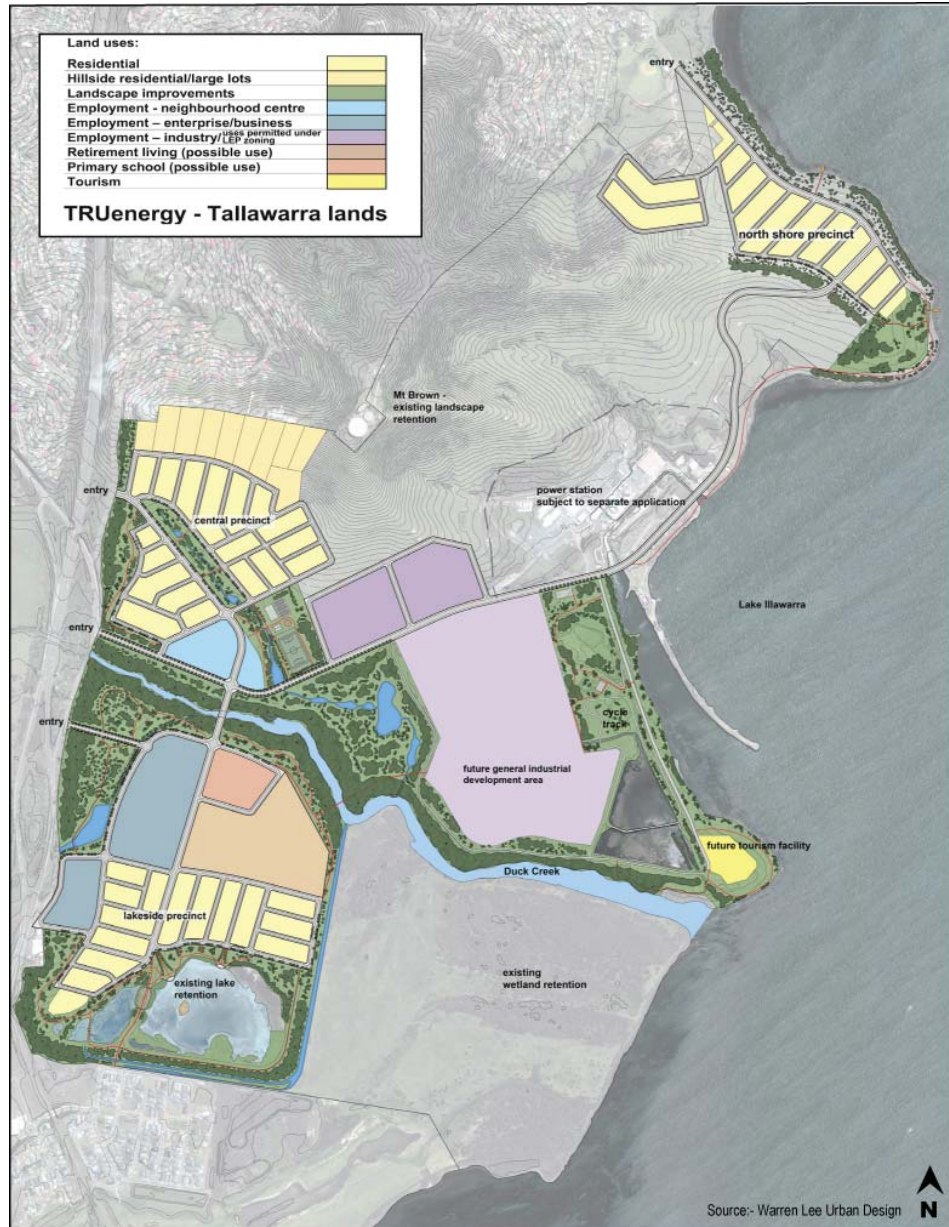 Land uses:
Residential
Hillside residential/large lots
Landscape improvements
Employment - neighbourhood centre
Employment – enterprise/business
Employment – industry/uses permitted under
LEP zoning
Retirement living (possible use)
Primary school (possible use)
Tourism
TRUenergy - Tallawarra lands
entry
north shore precinct
Mt Brown -
existing landscape
retention
entry
central precinct
power station
subject to separate application
Lake Illawarra
entry
entry
cycle
track
future general industrial
development area
future tourism facility
Duck Creek
lakeside precinct
existing lake
retention
existing
wetland retention
Source:- Warren Lee Urban Design
N